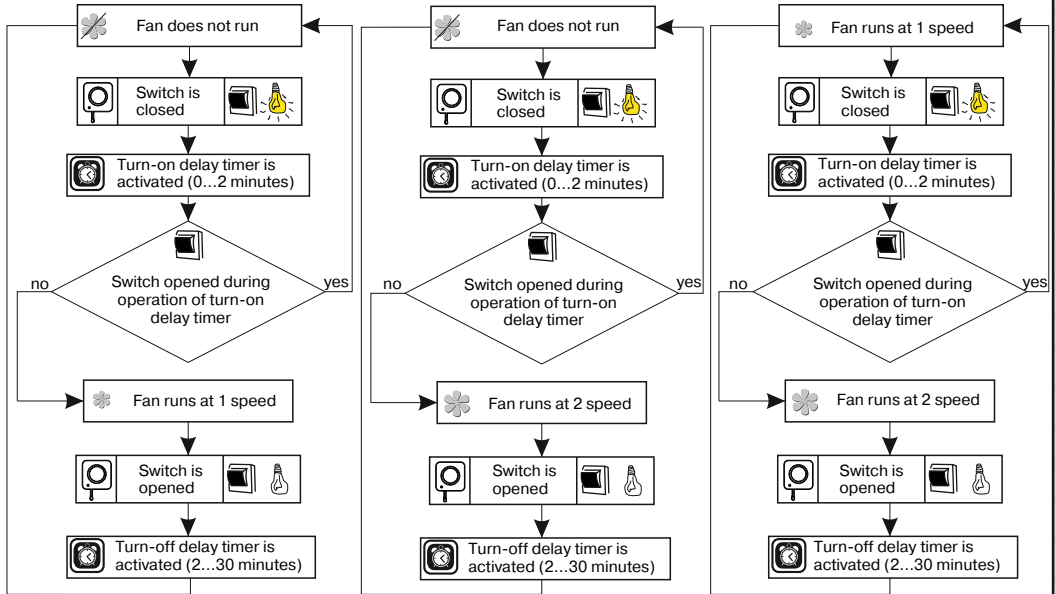 Fan does not run
Switch is
closed
Turn-on delay timer is
activated (0...2 minutes)
no
yes
Switch opened during
operation of turn-on
delay timer
Fan runs at 1 speed
Switch is
opened
Turn-off delay timer is
activated (2...30 minutes)
Fan does not run
Switch is
closed
Turn-on delay timer is
activated (0...2 minutes)
no
yes
Switch opened during
operation of turn-on
delay timer
Fan runs at 2 speed
Switch is
opened
Turn-off delay timer is
activated (2...30 minutes)
Fan runs at 1 speed
Switch is
closed
Turn-on delay timer is
activated (0...2 minutes)
no
yes
Switch opened during
operation of turn-on
delay timer
Fan runs at 2 speed
Switch is
opened
Turn-off delay timer is
activated (2...30 minutes)